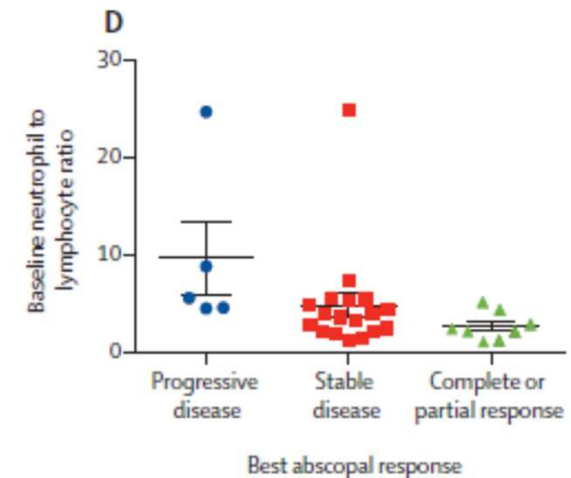 D
Baseline neutrophil to
lymphocyte ratio
30
20
10
0
Progressive
disease
Stable
disease
Complete or
partial response
Best abscopal response